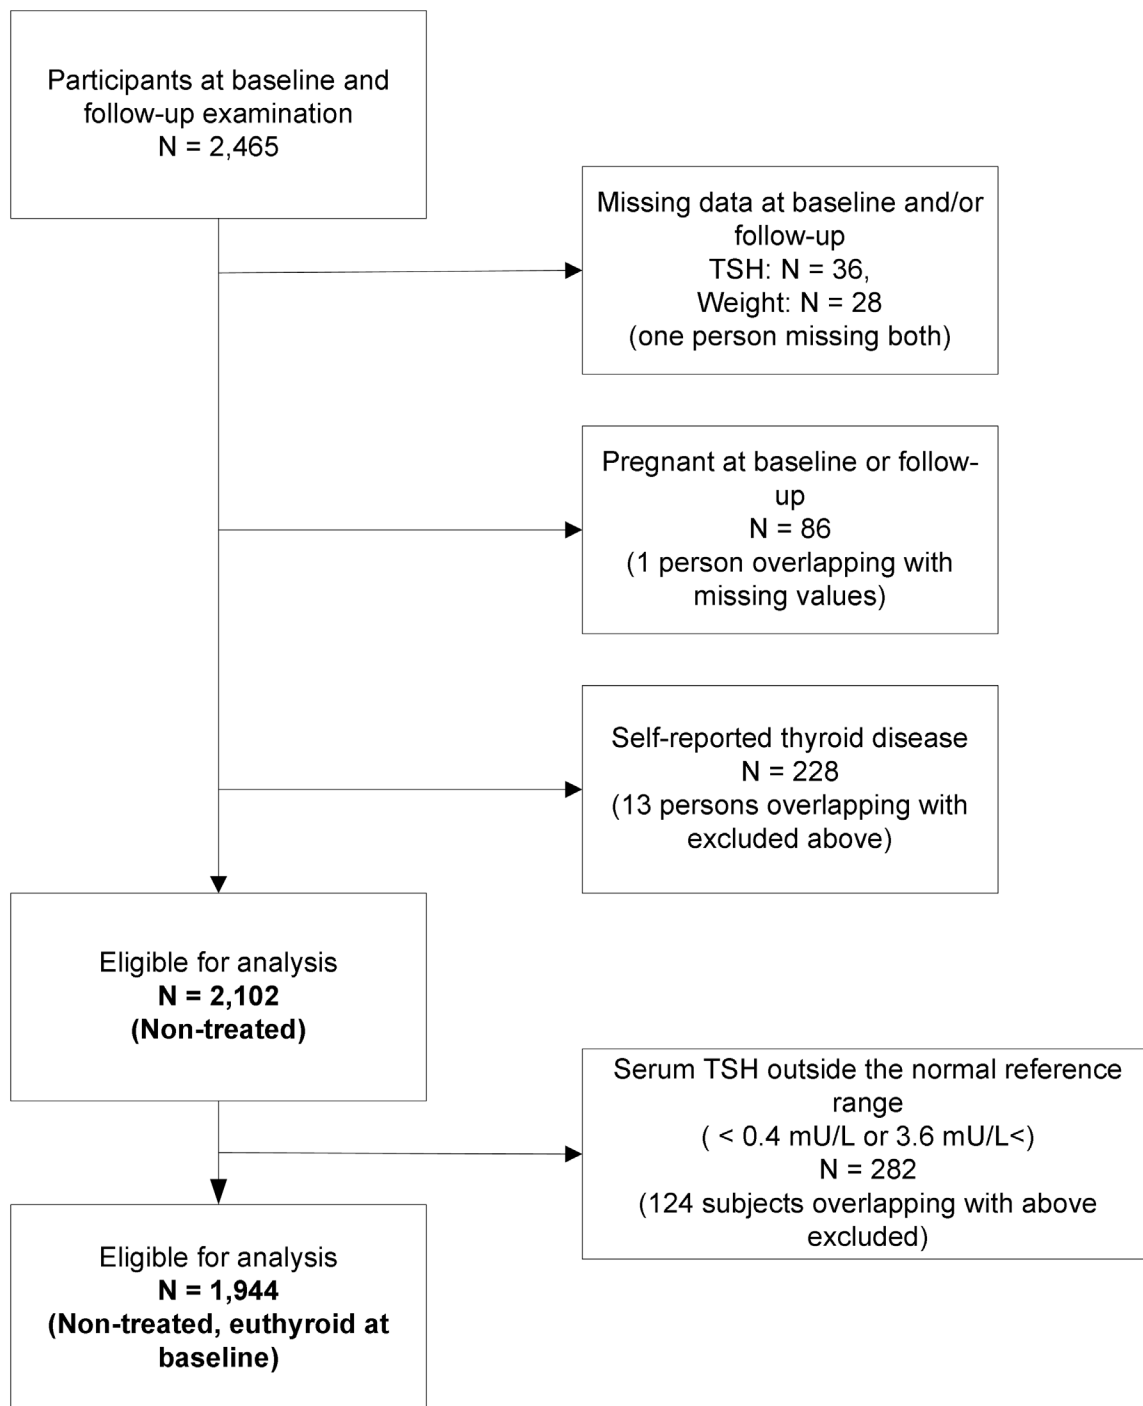 Participants at baseline and
follow-up examination
N = 2,465
Missing data at baseline and/or
follow-up
TSH: N = 36,
Weight: N = 28
(one person missing both)
Pregnant at baseline or follow-
up
N = 86
(1 person overlapping with
missing values)
Self-reported thyroid disease
N = 228
(13 persons overlapping with
excluded above)
Eligible for analysis
N = 2,102
(Non-treated)
Serum TSH outside the normal reference
range
( < 0.4 mU/L or 3.6 mU/L<)
N = 282
(124 subjects overlapping with above
excluded)
Eligible for analysis
N = 1,944
(Non-treated, euthyroid at
baseline)